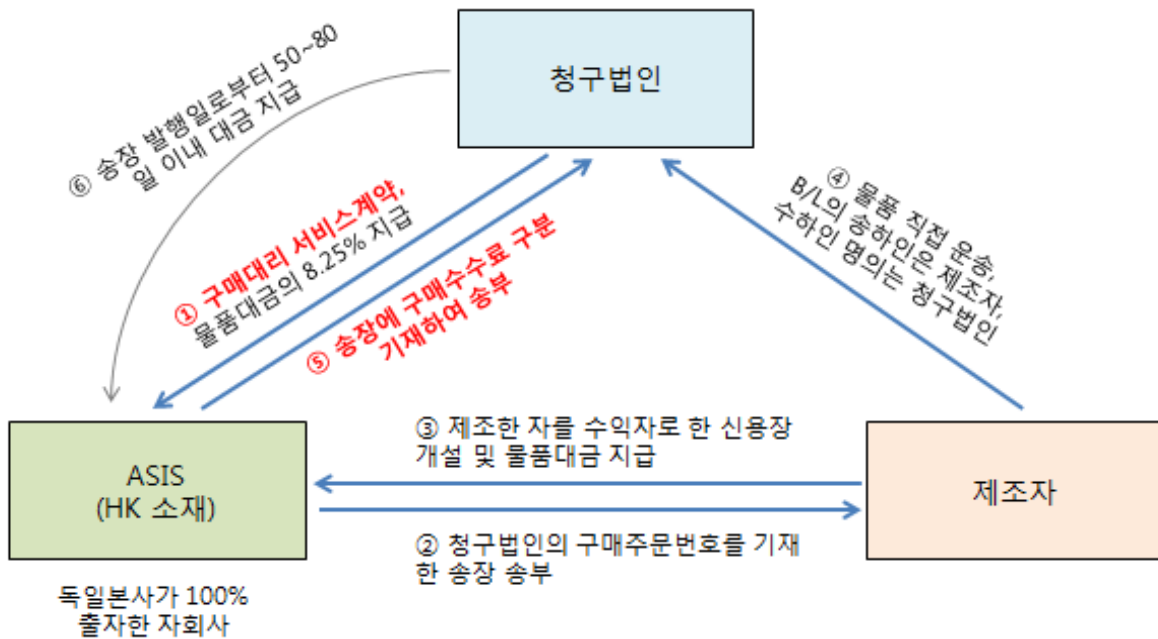 청구법인
⑥ 송장 발행일로부터 50~80
일 이내 대금 지급
① 구매대리 서비스계약,
물품대금의 8.25% 지급
⑤ 송장에 구매수수료 구분
기재하여 송부
④ 물품 직접 운송,
B/L의 송하인은 제조자,
수하인 명의는 청구법인
ASIS
(HK 소재)
③ 제조한 자를 수익자로 한 신용장
개설 및 물품대금 지급
제조자
② 청구법인의 구매주문번호를 기재
한 송장 송부
독일본사가 100%
출자한 자회사